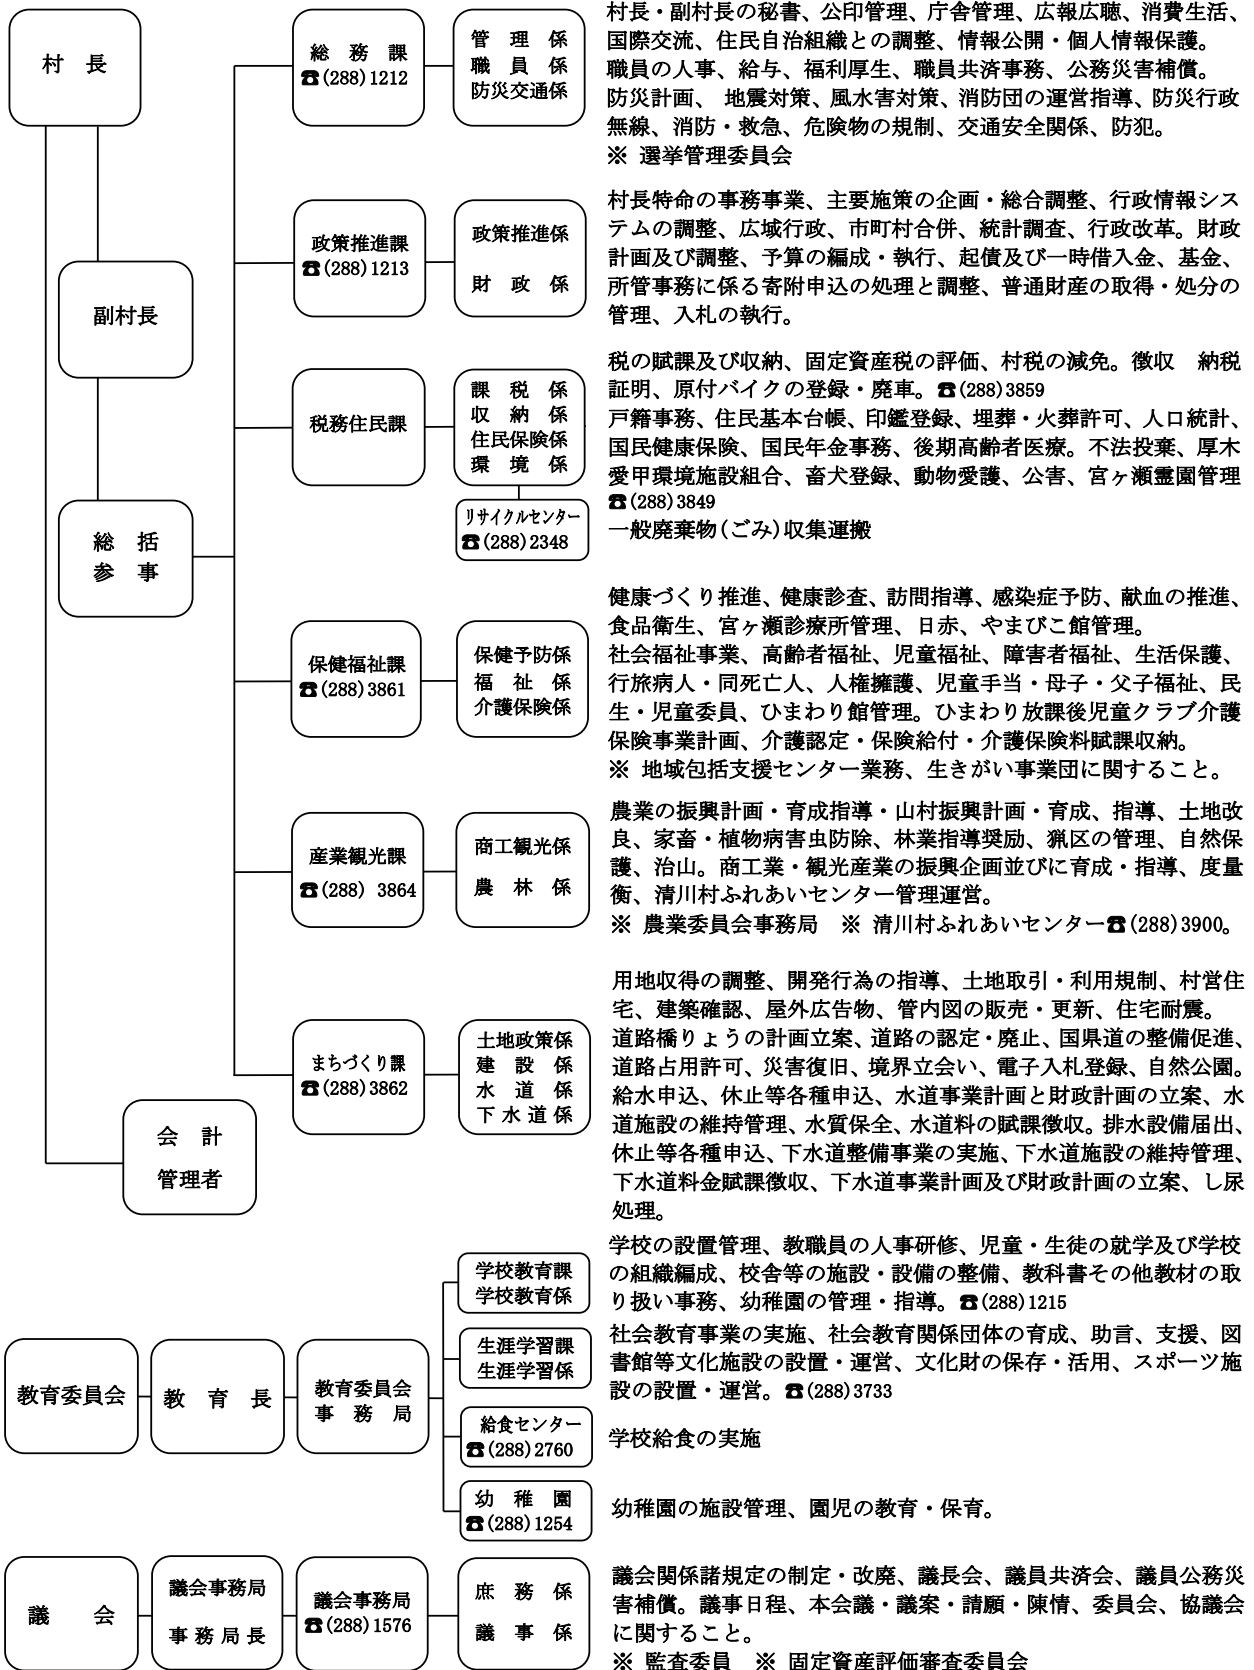 村　長
副村長
総　括
参　事
会　計
管理者
総　務　課
☎(288)1212
管　理　係
職　員　係
防災交通係
村長・副村長の秘書、公印管理、庁舎管理、広報広聴、消費生活、
国際交流、住民自治組織との調整、情報公開・個人情報保護。
職員の人事、給与、福利厚生、職員共済事務、公務災害補償。
防災計画、 地震対策、風水害対策、消防団の運営指導、防災行政
無線、消防・救急、危険物の規制、交通安全関係、防犯。
※ 選挙管理委員会
政策推進課
☎(288)1213
政策推進係
財　政　係
村長特命の事務事業、主要施策の企画・総合調整、行政情報シス
テムの調整、広域行政、市町村合併、統計調査、行政改革。財政
計画及び調整、予算の編成・執行、起債及び一時借入金、基金、
所管事務に係る寄附申込の処理と調整、普通財産の取得・処分の
管理、入札の執行。
税務住民課
課　税　係
収　納　係
住民保険係
環　境　係
リサイクルセンター
☎(288)2348
税の賦課及び収納、固定資産税の評価、村税の減免。徴収　納税
証明、原付バイクの登録・廃車。☎(288)3859
戸籍事務、住民基本台帳、印鑑登録、埋葬・火葬許可、人口統計、
国民健康保険、国民年金事務、後期高齢者医療。不法投棄、厚木
愛甲環境施設組合、畜犬登録、動物愛護、公害、宮ヶ瀬霊園管理
☎(288)3849
一般廃棄物(ごみ)収集運搬
保健福祉課
☎(288)3861
保健予防係
福　祉　係
介護保険係
健康づくり推進、健康診査、訪問指導、感染症予防、献血の推進、
食品衛生、宮ヶ瀬診療所管理、日赤、やまびこ館管理。
社会福祉事業、高齢者福祉、児童福祉、障害者福祉、生活保護、
行旅病人・同死亡人、人権擁護、児童手当・母子・父子福祉、民
生・児童委員、ひまわり館管理。ひまわり放課後児童クラブ介護
保険事業計画、介護認定・保険給付・介護保険料賦課収納。
※ 地域包括支援センター業務、生きがい事業団に関すること。
産業観光課
☎(288) 3864
商工観光係
農　林　係
農業の振興計画・育成指導・山村振興計画・育成、指導、土地改
良、家畜・植物病害虫防除、林業指導奨励、猟区の管理、自然保
護、治山。商工業・観光産業の振興企画並びに育成・指導、度量
衡、清川村ふれあいセンター管理運営。
※ 農業委員会事務局　※ 清川村ふれあいセンター☎(288)3900。
まちづくり課
☎(288)3862
土地政策係
建　設　係
水　道　係
下 水 道 係
用地収得の調整、開発行為の指導、土地取引・利用規制、村営住
宅、建築確認、屋外広告物、管内図の販売・更新、住宅耐震。
道路橋りょうの計画立案、道路の認定・廃止、国県道の整備促進、
道路占用許可、災害復旧、境界立会い、電子入札登録、自然公園。
給水申込、休止等各種申込、水道事業計画と財政計画の立案、水
道施設の維持管理、水質保全、水道料の賦課徴収。排水設備届出、
休止等各種申込、下水道整備事業の実施、下水道施設の維持管理、
下水道料金賦課徴収、下水道事業計画及び財政計画の立案、し尿
処理。
教育委員会
教　育　長
教育委員会
事　務　局
学校教育課
学校教育係
学校の設置管理、教職員の人事研修、児童・生徒の就学及び学校
の組織編成、校舎等の施設・設備の整備、教科書その他教材の取
り扱い事務、幼稚園の管理・指導。☎(288)1215
生涯学習課
生涯学習係
社会教育事業の実施、社会教育関係団体の育成、助言、支援、図
書館等文化施設の設置・運営、文化財の保存・活用、スポーツ施
設の設置・運営。☎(288)3733
給食センター
☎(288)2760
学校給食の実施
幼　稚　園
☎(288)1254
幼稚園の施設管理、園児の教育・保育。
議　　会
議会事務局
事 務 局 長
議会事務局
☎(288)1576
庶　務　係
議　事　係
議会関係諸規定の制定・改廃、議長会、議員共済会、議員公務災
害補償。議事日程、本会議・議案・請願・陳情、委員会、協議会
に関すること。
※ 監査委員　※ 固定資産評価審査委員会